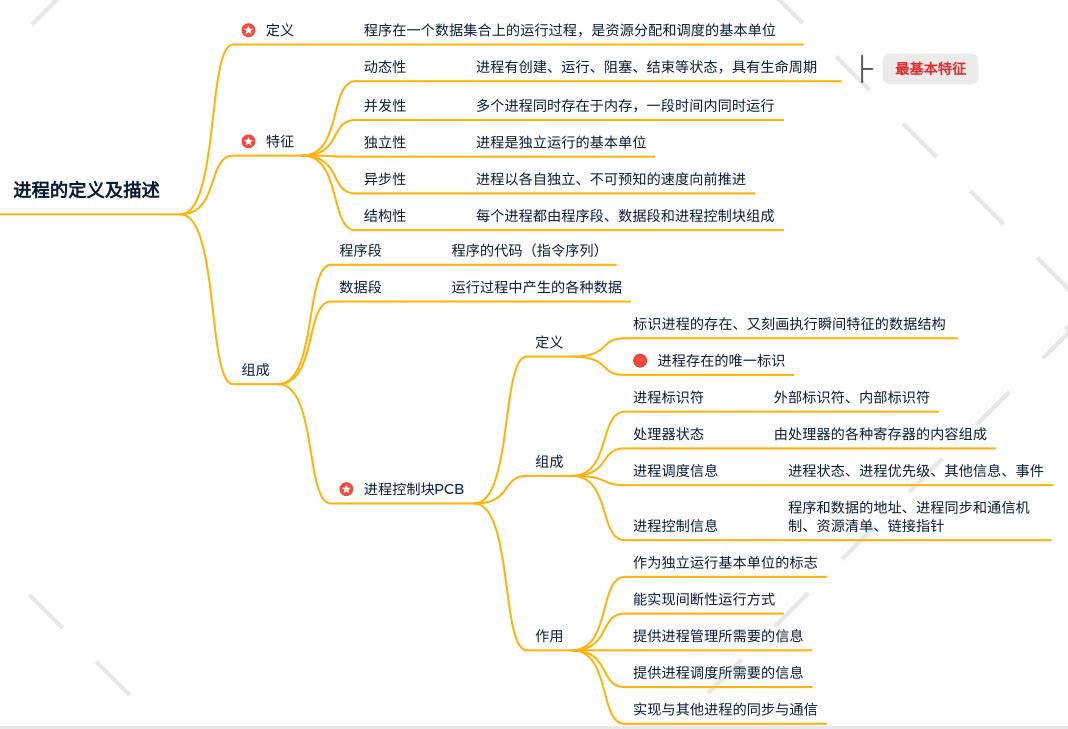 进程的定义及描述
定义
程序在一个数据集合上的运行过程，是资源分配和调度的基本单位
特征
动态性
进程有创建、运行、阻塞、结束等状态，具有生命周期
最基本特征
并发性
多个进程同时存在于内存，一段时间内同时运行
独立性
进程是独立运行的基本单位
异步性
进程以各自独立、不可预知的速度向前推进
结构性
每个进程都由程序段、数据段和进程控制块组成
组成
程序段
程序的代码（指令序列）
数据段
运行过程中产生的各种数据
进程控制块PCB
定义
标识进程的存在、又刻画执行瞬间特征的数据结构
进程存在的唯一标识
组成
进程标识符
外部标识符、内部标识符
处理器状态
由处理器的各种寄存器的内容组成
进程调度信息
进程状态、进程优先级、其他信息、事件
进程控制信息
程序和数据的地址、进程同步和通信机
制、资源清单、链接指针
作用
作为独立运行基本单位的标志
能实现间断性运行方式
提供进程管理所需要的信息
提供进程调度所需要的信息
实现与其他进程的同步与通信